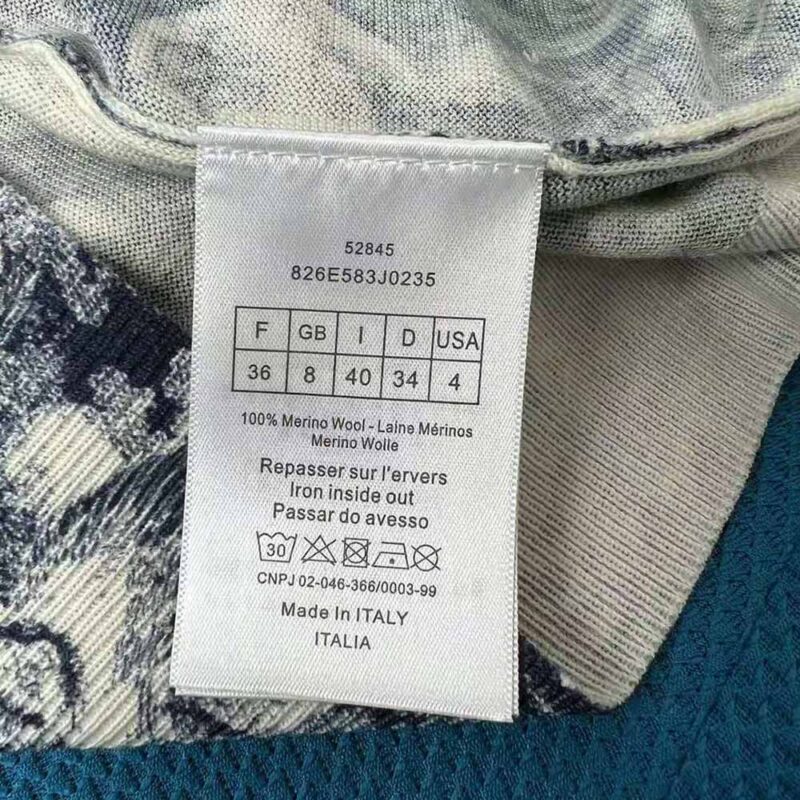 52845
826E583J0235
F GB I D USA
36 8 40 34 4
100% Merino Wool - Laine Mérinos
Merino Wolle
Repasser sur l'ervers
Iron inside out
Passar do avesso
30
CNPJ 02-046-366/0003-99
Made In ITALY
ITALIA